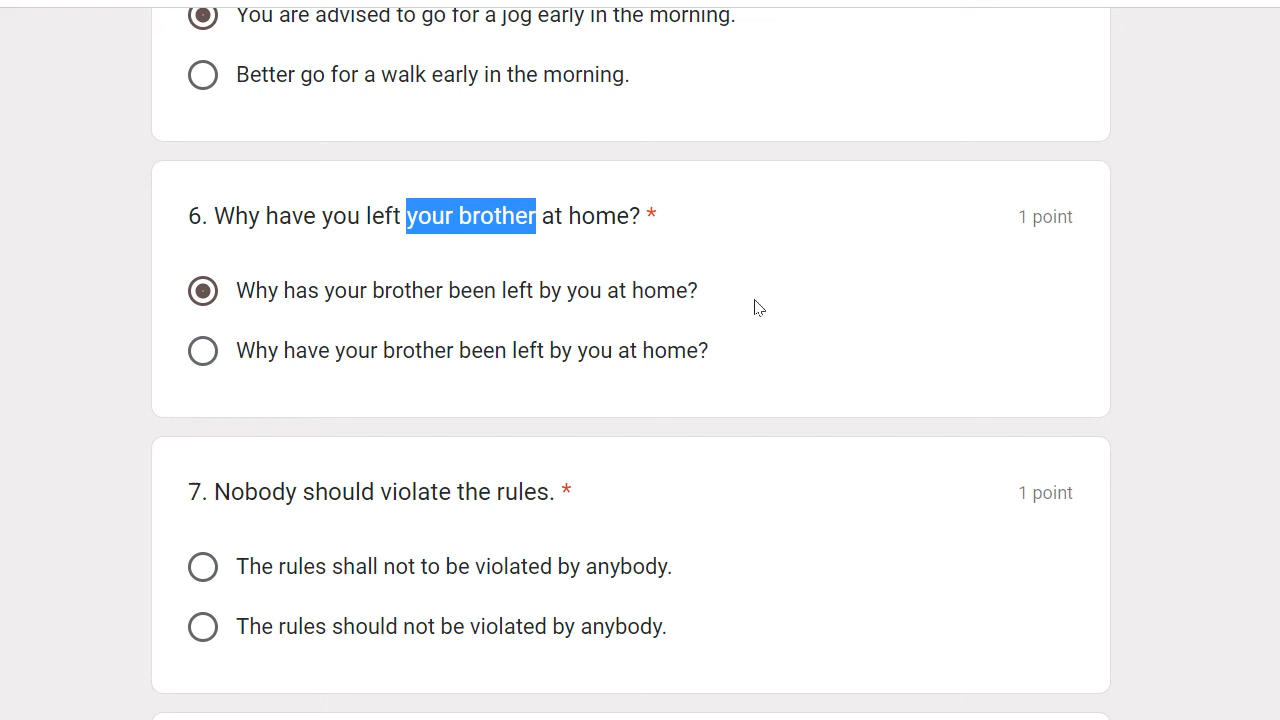 You are advised to go for a jog early in the morning.
Better go for a walk early in the morning.
6. Why have you left your brother at home? *
1 point
Why has your brother been left by you at home?
Why have your brother been left by you at home?
7. Nobody should violate the rules. *
1 point
The rules shall not to be violated by anybody.
The rules should not be violated by anybody.